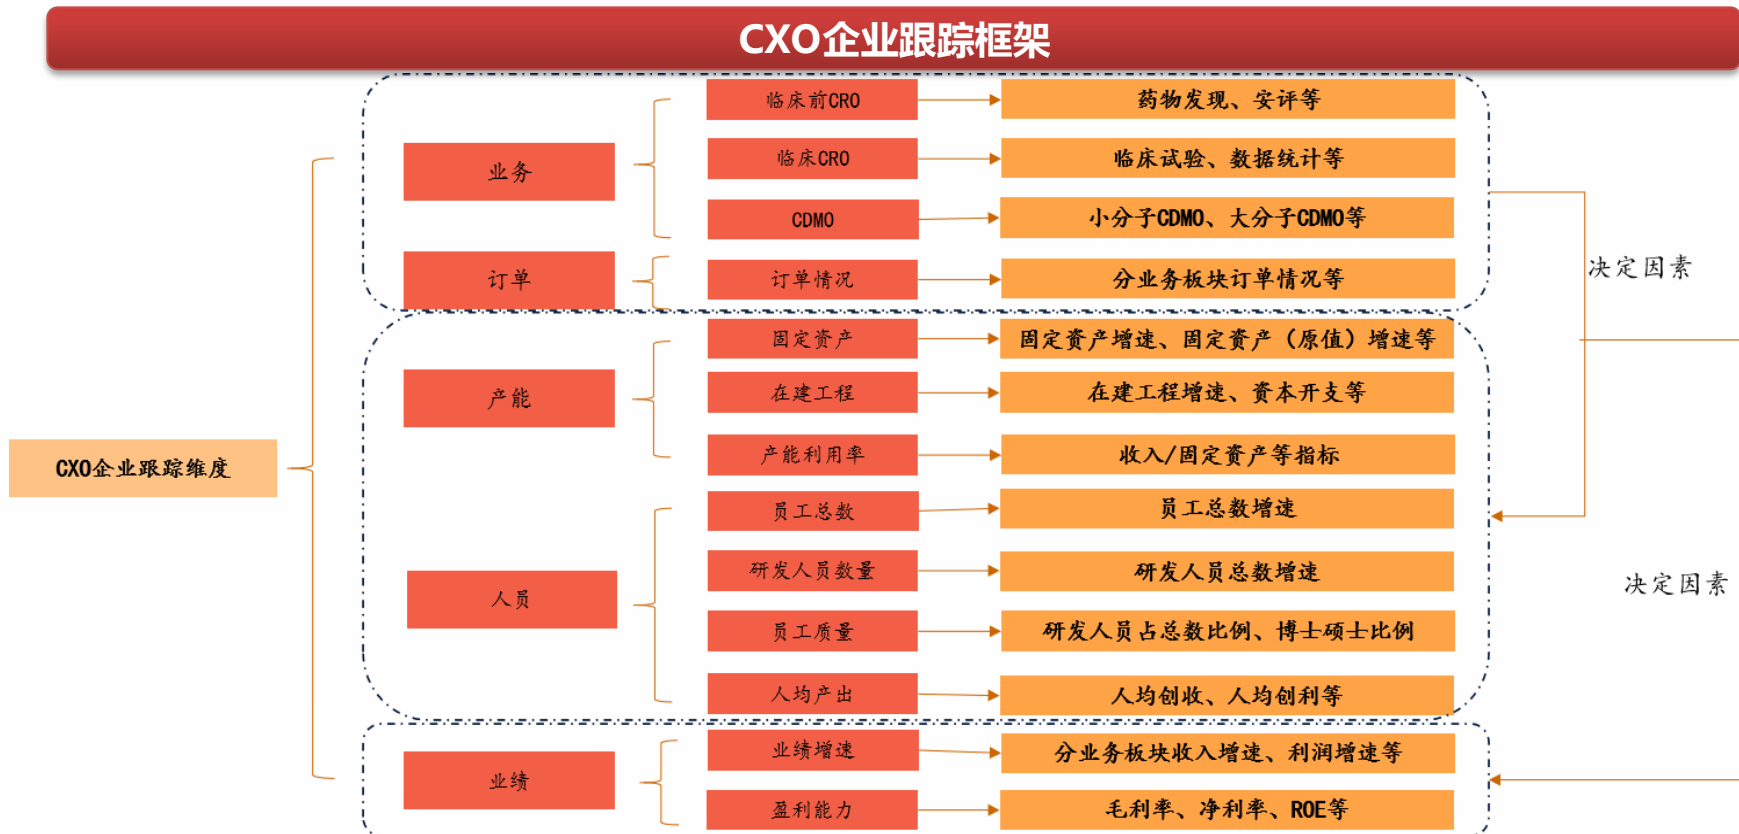 CXO企业跟踪框架
临床前CRO
药物发现、安评等
业务
临床CRO
临床试验、数据统计等
CDMO
小分子CDMO、大分子CDMO等
订单
订单情况
分业务板块订单情况等
决定因素
固定资产
固定资产增速、固定资产（原值）增速等
产能
在建工程
在建工程增速、资本开支等
产能利用率
收入/固定资产等指标
CXO企业跟踪维度
员工总数
员工总数增速
研发人员数量
研发人员总数增速
人员
决定因素
员工质量
研发人员占总数比例、博士硕士比例
人均产出
人均创收、人均创利等
业绩增速
分业务板块收入增速、利润增速等
业绩
盈利能力
毛利率、净利率、ROE等